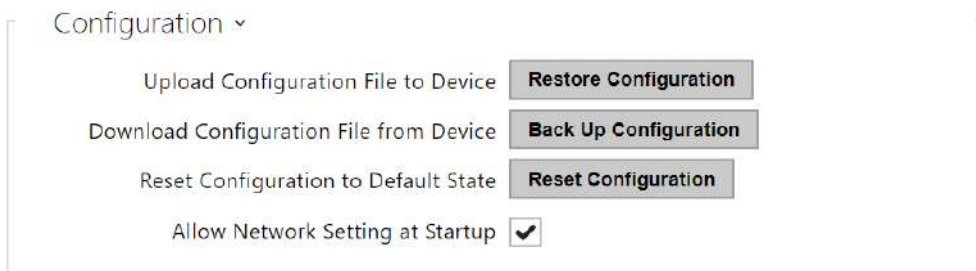 Configuration
Upload Configuration File to Device Restore Configuration
Download Configuration File from Device Back Up Configuration
Reset Configuration to Default State Reset Configuration
Allow Network Setting at Startup